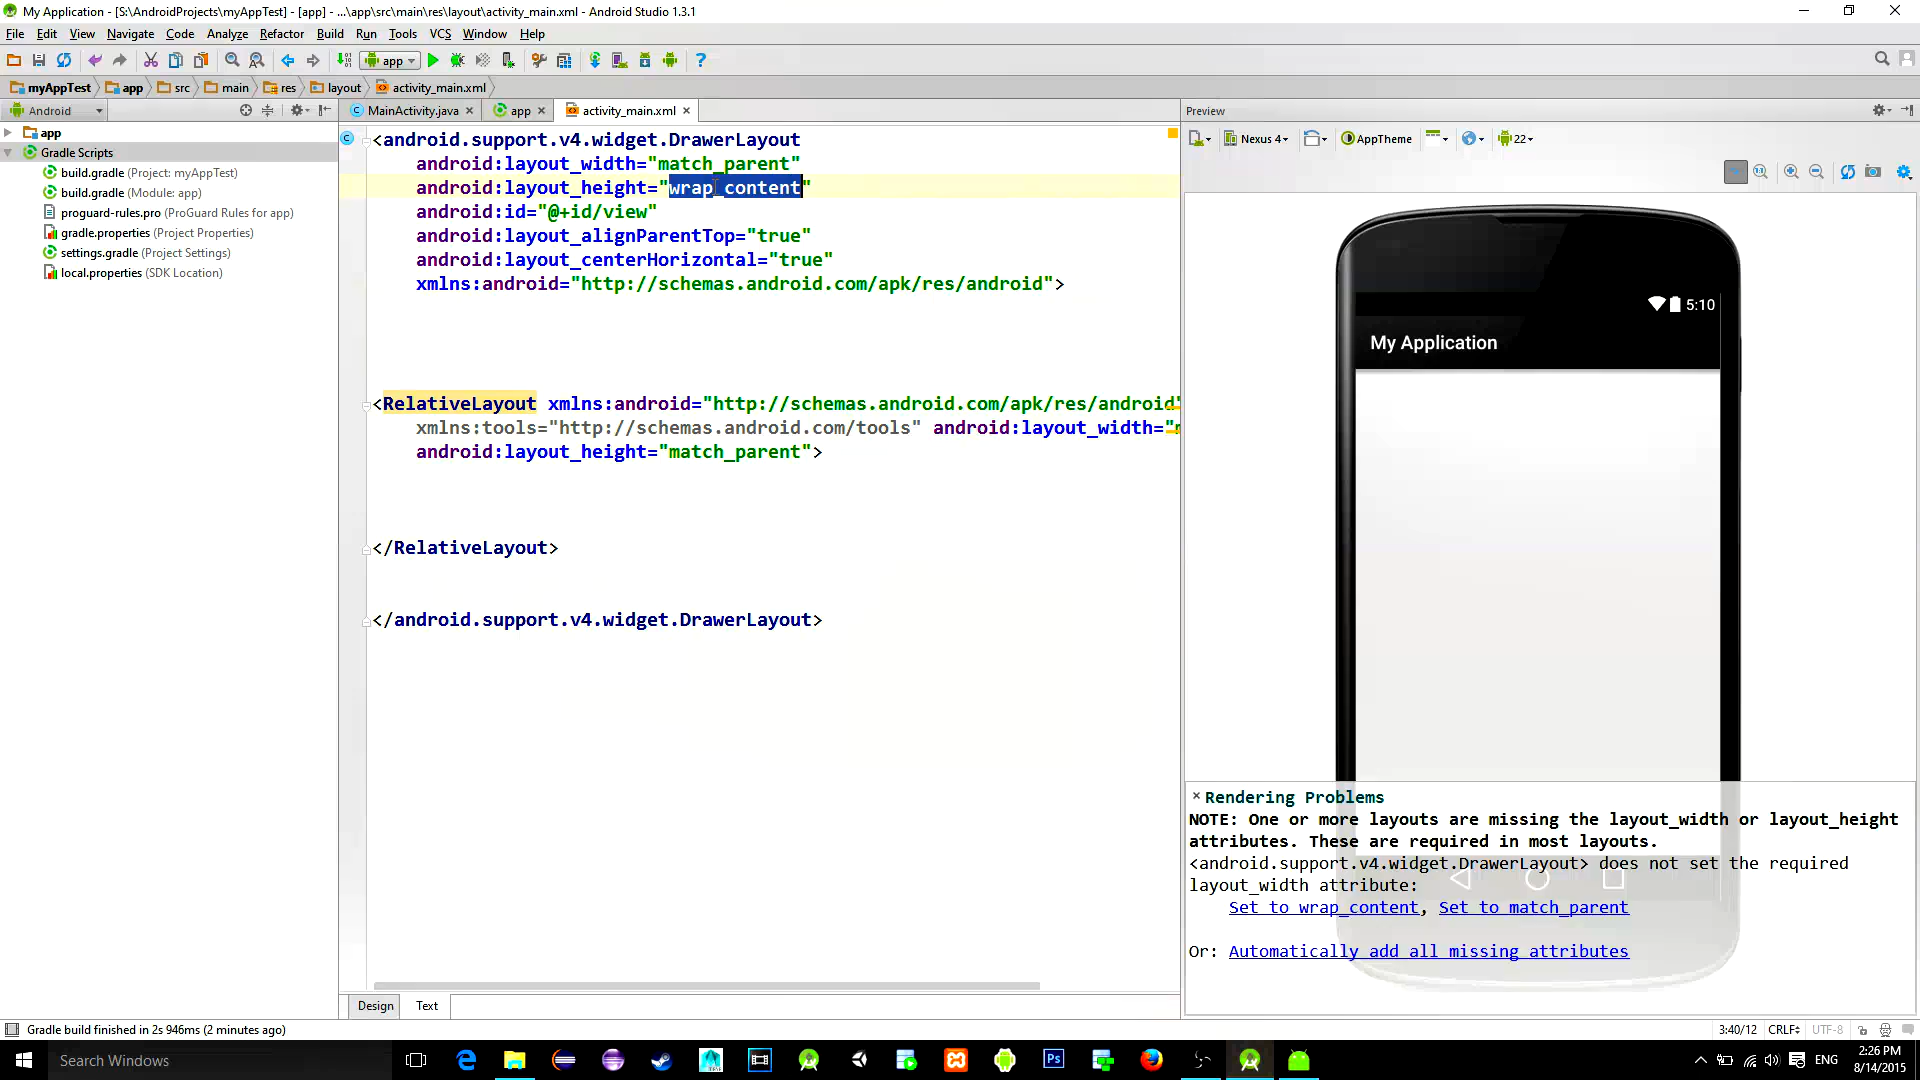 My Application - [S:\AndroidProjects\myAppTest] - [app] - ...\app\src\main\res\layout\activity_main.xml - Android Studio 1.3.1
File Edit View Navigate Code Analyze Refactor Build Run Tools VCS Window Help
app
myAppTest app src main res layout activity_main.xml
Android
MainActivity.java app activity_main.xml
Preview
app
Gradle Scripts
build.gradle (Project: myAppTest)
build.gradle (Module: app)
proguard-rules.pro (ProGuard Rules for app)
gradle.properties (Project Properties)
settings.gradle (Project Settings)
local.properties (SDK Location)
<android.support.v4.widget.DrawerLayout
android:layout_width="match_parent"
android:layout_height="wrap_content"
android:id="@+id/view"
android:layout_alignParentTop="true"
android:layout_centerHorizontal="true"
xmlns:android="http://schemas.android.com/apk/res/android">
<RelativeLayout xmlns:android="http://schemas.android.com/apk/res/android"
xmlns:tools="http://schemas.android.com/tools" android:layout_width="
android:layout_height="match_parent">
</RelativeLayout>
</android.support.v4.widget.DrawerLayout>
Design Text
Nexus 4 AppTheme 22
5:10
My Application
Rendering Problems
NOTE: One or more layouts are missing the layout_width or layout_height
attributes. These are required in most layouts.
<android.support.v4.widget.DrawerLayout> does not set the required
layout_width attribute:
Set to wrap_content, Set to match_parent
Or: Automatically add all missing attributes
Gradle build finished in 2s 946ms (2 minutes ago)
3:40/12 CRLF UTF-8
Search Windows
Ps
ENG
2:26 PM
8/14/2015